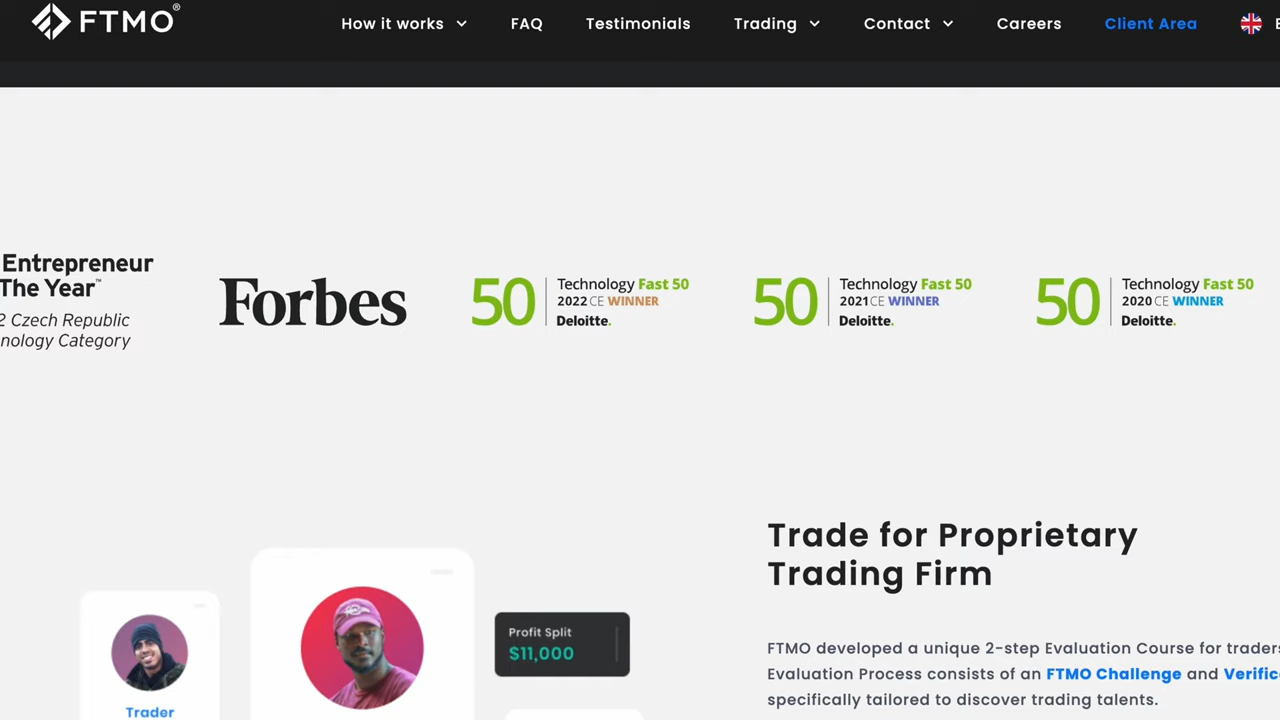 FTMO®
How it works
FAQ
Testimonials
Trading
Contact
Careers
Client Area
Entrepreneur
The Year™
2 Czech Republic
nology Category
Forbes
50
Technology Fast 50
2022 CE WINNER
Deloitte.
50
Technology Fast 50
2021 CE WINNER
Deloitte.
50
Technology Fast 50
2020 CE WINNER
Deloitte.
Trade for Proprietary
Trading Firm
FTMO developed a unique 2-step Evaluation Course for traders
Evaluation Process consists of an FTMO Challenge and Verific
specifically tailored to discover trading talents.
Profit Split
$11,000
Trader